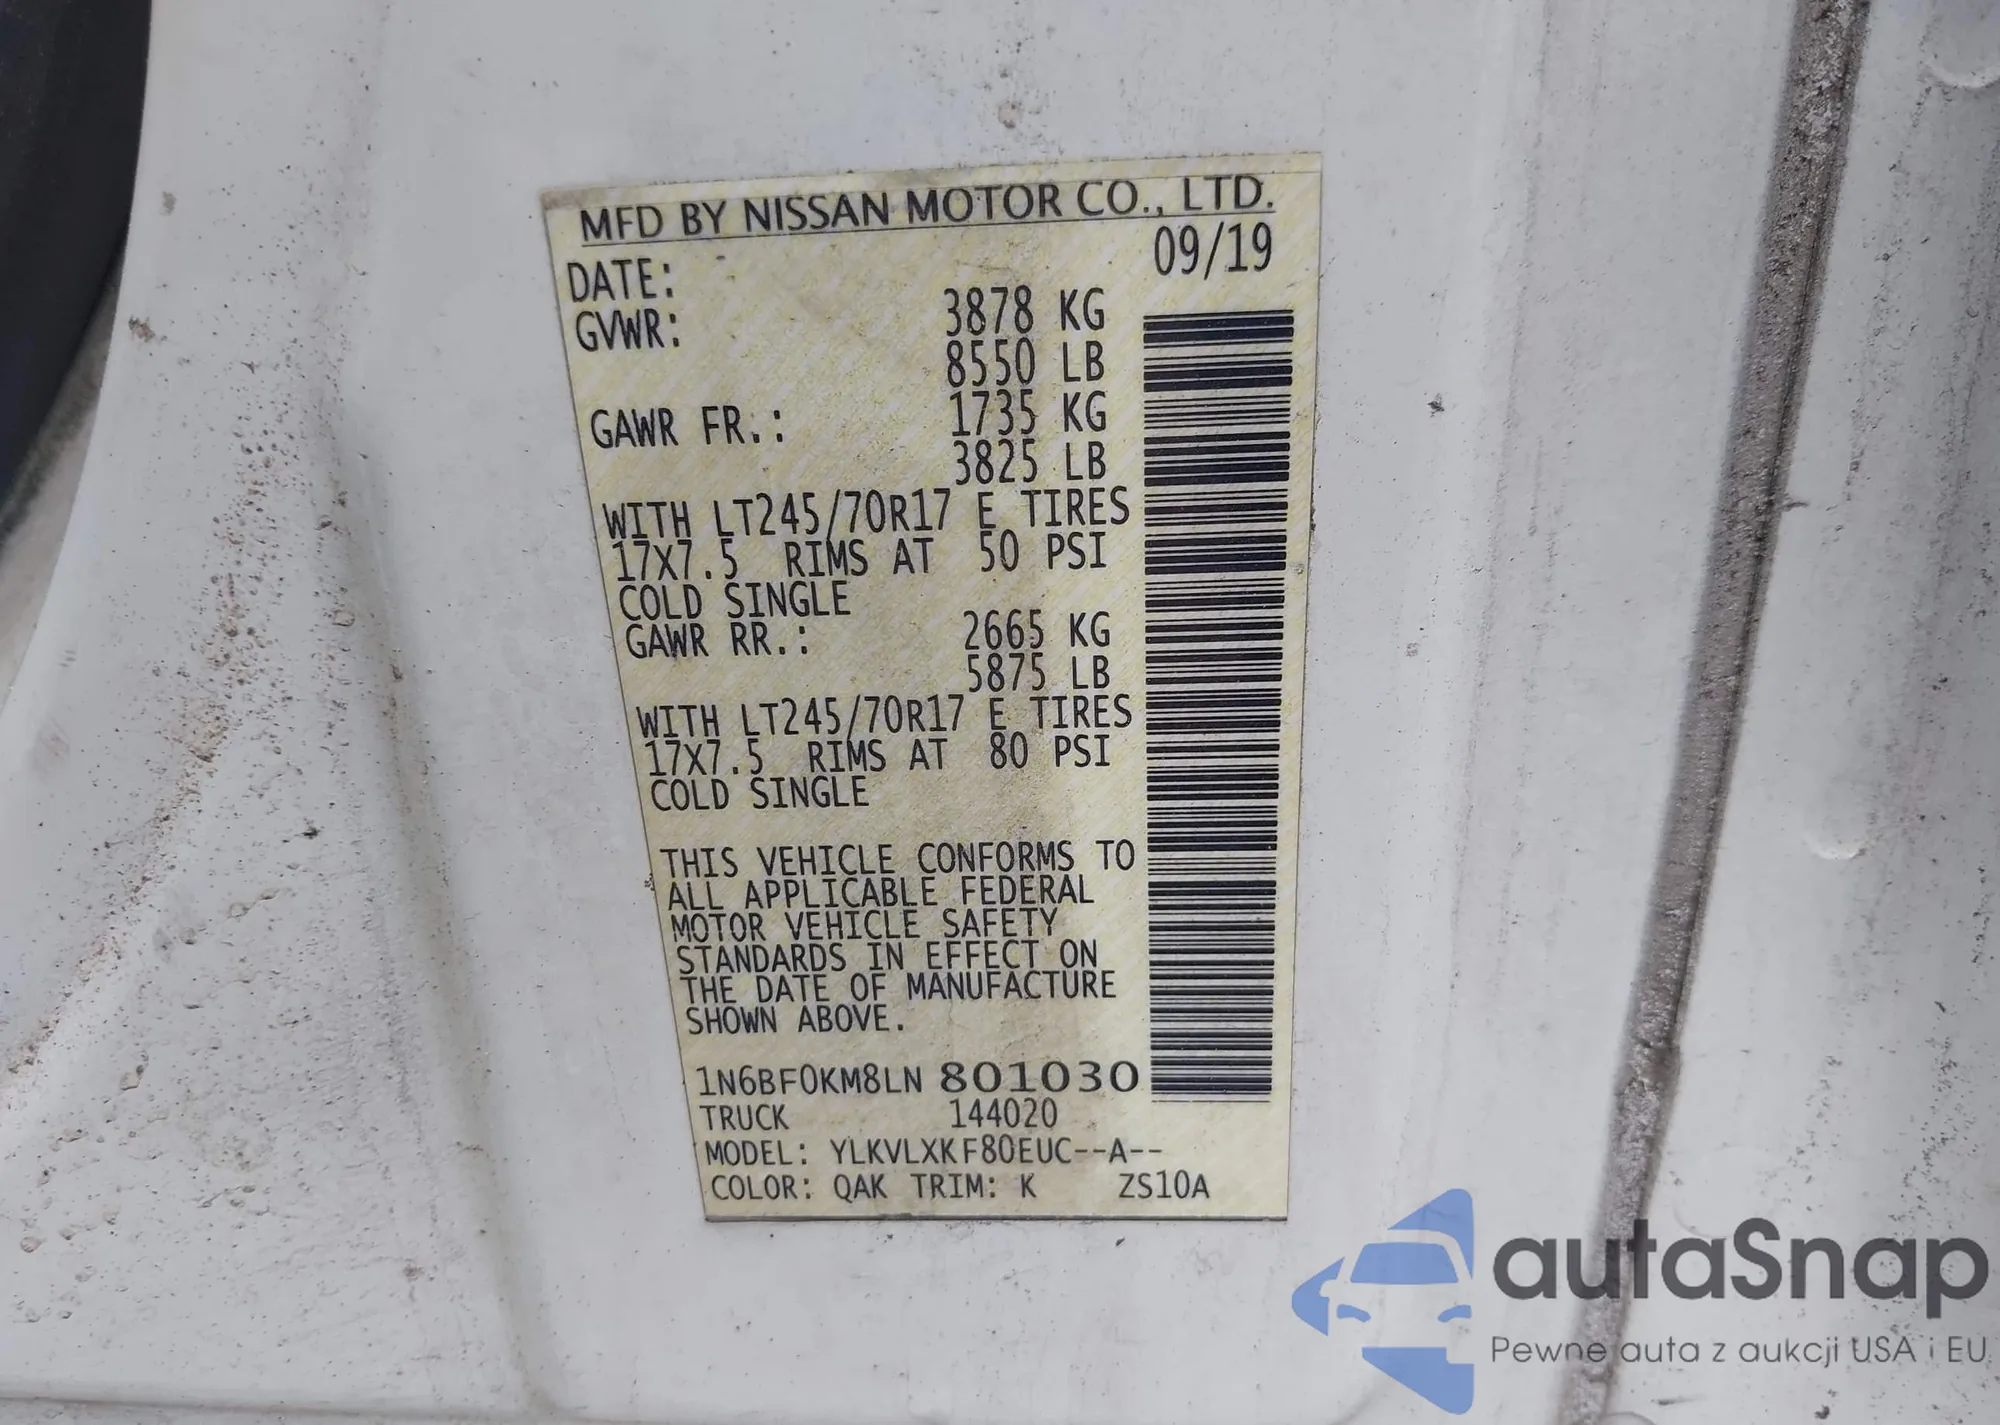 MFD BY NISSAN MOTOR CO., LTD.
DATE: 09/19
GVWR: 3878 KG
8550 LB
GAWR FR.: 1735 KG
3825 LB
WITH LT245/70R17 E TIRES
17X7.5 RIMS AT 50 PSI
COLD SINGLE
GAWR RR.: 2665 KG
5875 LB
WITH LT245/70R17 E TIRES
17X7.5 RIMS AT 80 PSI
COLD SINGLE
THIS VEHICLE CONFORMS TO
ALL APPLICABLE FEDERAL
MOTOR VEHICLE SAFETY
STANDARDS IN EFFECT ON
THE DATE OF MANUFACTURE
SHOWN ABOVE.
1N6BF0KM8LN 801030
TRUCK 144020
MODEL: YLKVLXKF80EUC--A--
COLOR: QAK TRIM: K ZS10A
autaSnap
Pewne auta z aukcji USA i EU